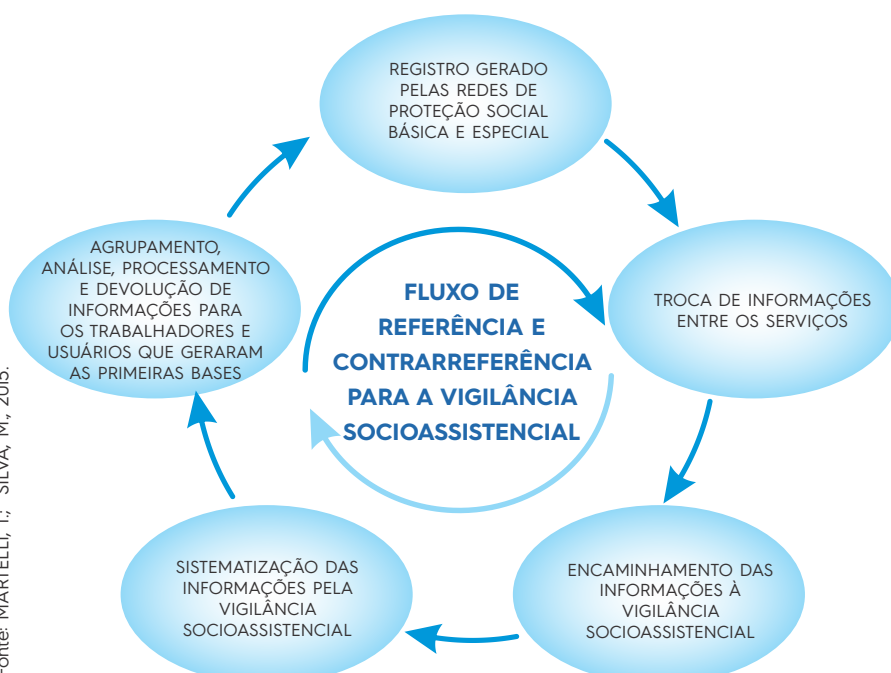 REGISTRO GERADO
PELAS REDES DE
PROTEÇÃO SOCIAL
BÁSICA E ESPECIAL
TROCA DE INFORMAÇÕES
ENTRE OS SERVIÇOS
ENCAMINHAMENTO DAS
INFORMAÇÕES À
VIGILÂNCIA
SOCIOASSISTENCIAL
SISTEMATIZAÇÃO DAS
INFORMAÇÕES PELA
VIGILÂNCIA
SOCIOASSISTENCIAL
AGRUPAMENTO,
ANÁLISE, PROCESSAMENTO
E DEVOLUÇÃO DE
INFORMAÇÕES PARA
OS TRABALHADORES E
USUÁRIOS QUE GERARAM
AS PRIMEIRAS BASES
FLUXO DE
REFERÊNCIA E
CONTRARREFERÊNCIA
PARA A VIGILÂNCIA
SOCIOASSISTENCIAL
Fonte: MARTELLI, T.; SILVA, M., 2015.